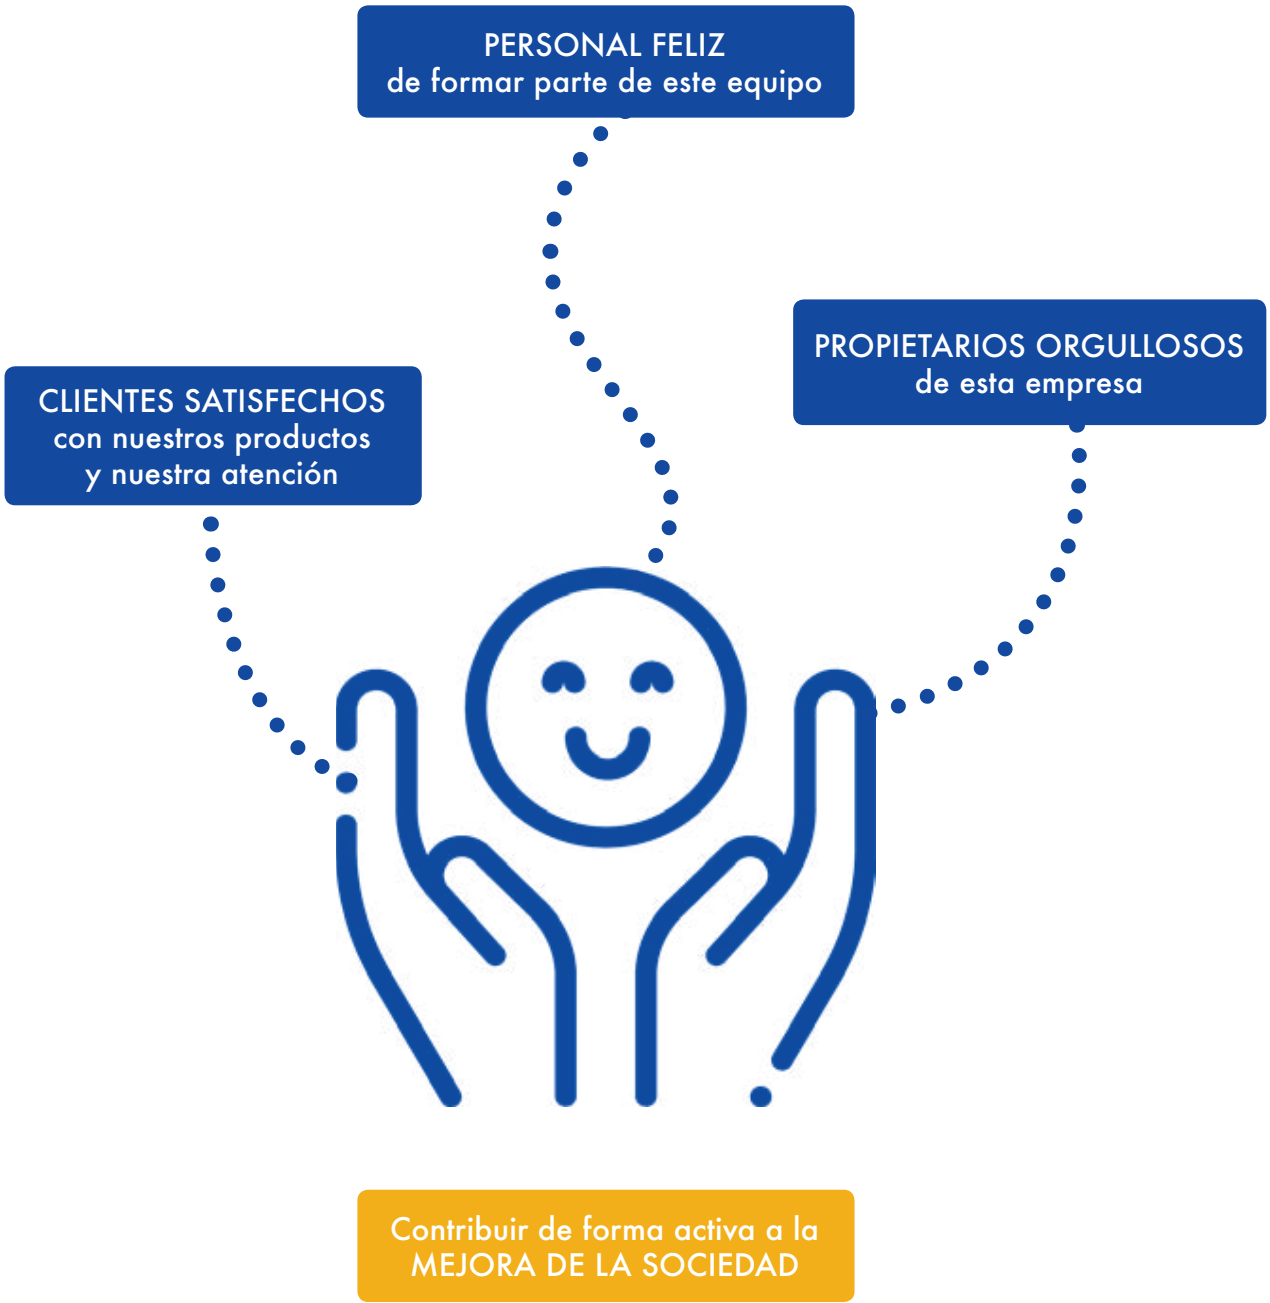 PERSONAL FELIZ
de formar parte de este equipo
PROPIETARIOS ORGULLOSOS
de esta empresa
CLIENTES SATISFECHOS
con nuestros productos
y nuestra atención
Contribuir de forma activa a la
MEJORA DE LA SOCIEDAD